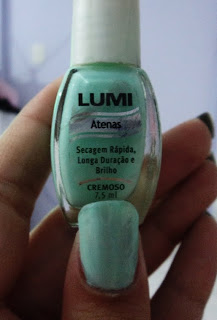 LUMI
Atenas
Secagem Rápida,
Longa Duração e
Brilho
CREMOSO
7,5 ml